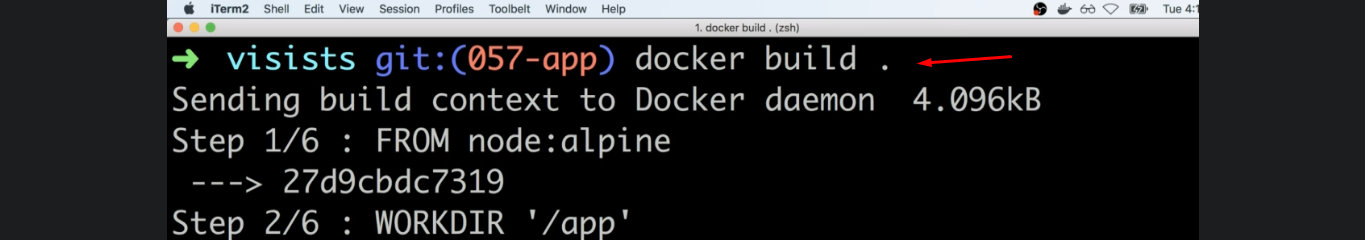 iTerm2 Shell Edit View Session Profiles Toolbelt Window Help Tue 4:1
1. docker build . (zsh)
➜ visists git:(057-app) docker build .
Sending build context to Docker daemon 4.096kB
Step 1/6 : FROM node:alpine
---> 27d9cbdc7319
Step 2/6 : WORKDIR '/app'